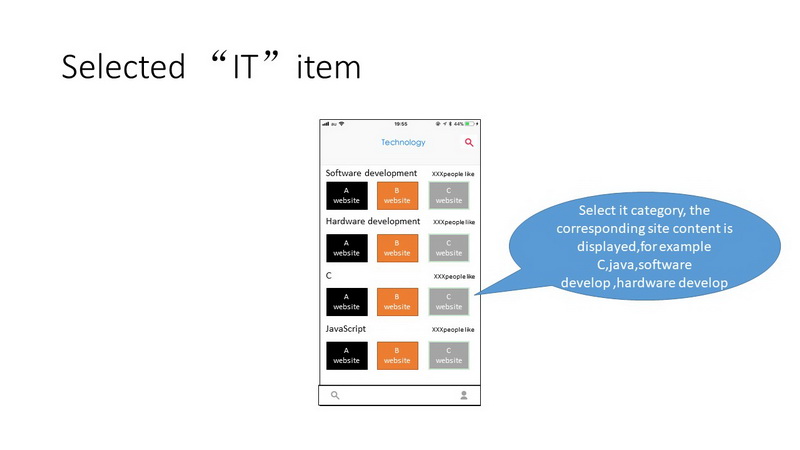 Selected “IT” item
au 19:55 44%
Technology
Software development XXXpeople like
A website B website C website
Hardware development XXXpeople like
A website B website C website
C XXXpeople like
A website B website C website
JavaScript XXXpeople like
A website B website C website
Select it category, the
corresponding site content is
displayed,for example
C,java,software
develop ,hardware develop